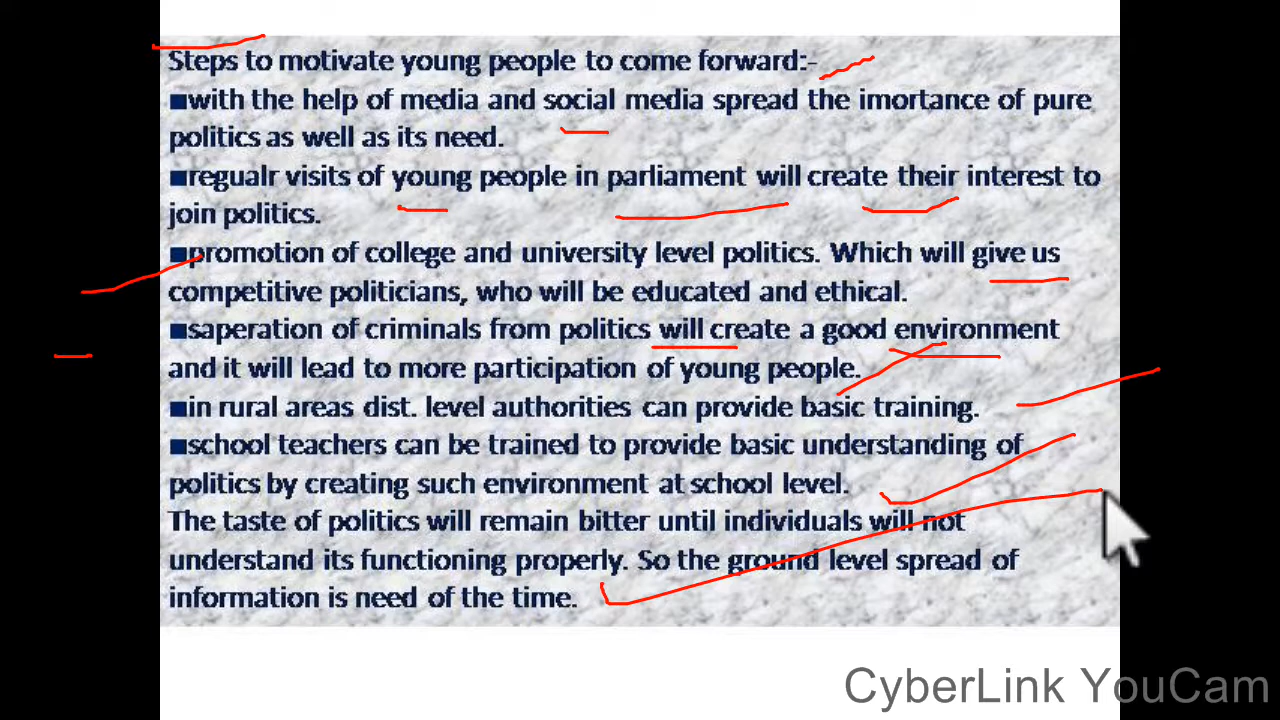 Steps to motivate young people to come forward:-
■with the help of media and social media spread the imortance of pure
politics as well as its need.
■regualr visits of young people in parliament will create their interest to
join politics.
■promotion of college and university level politics. Which will give us
competitive politicians, who will be educated and ethical.
■saperation of criminals from politics will create a good environment
and it will lead to more participation of young people.
■in rural areas dist. level authorities can provide basic training.
■school teachers can be trained to provide basic understanding of
politics by creating such environment at school level.
The taste of politics will remain bitter until individuals will not
understand its functioning properly. So the ground level spread of
information is need of the time.
CyberLink YouCam